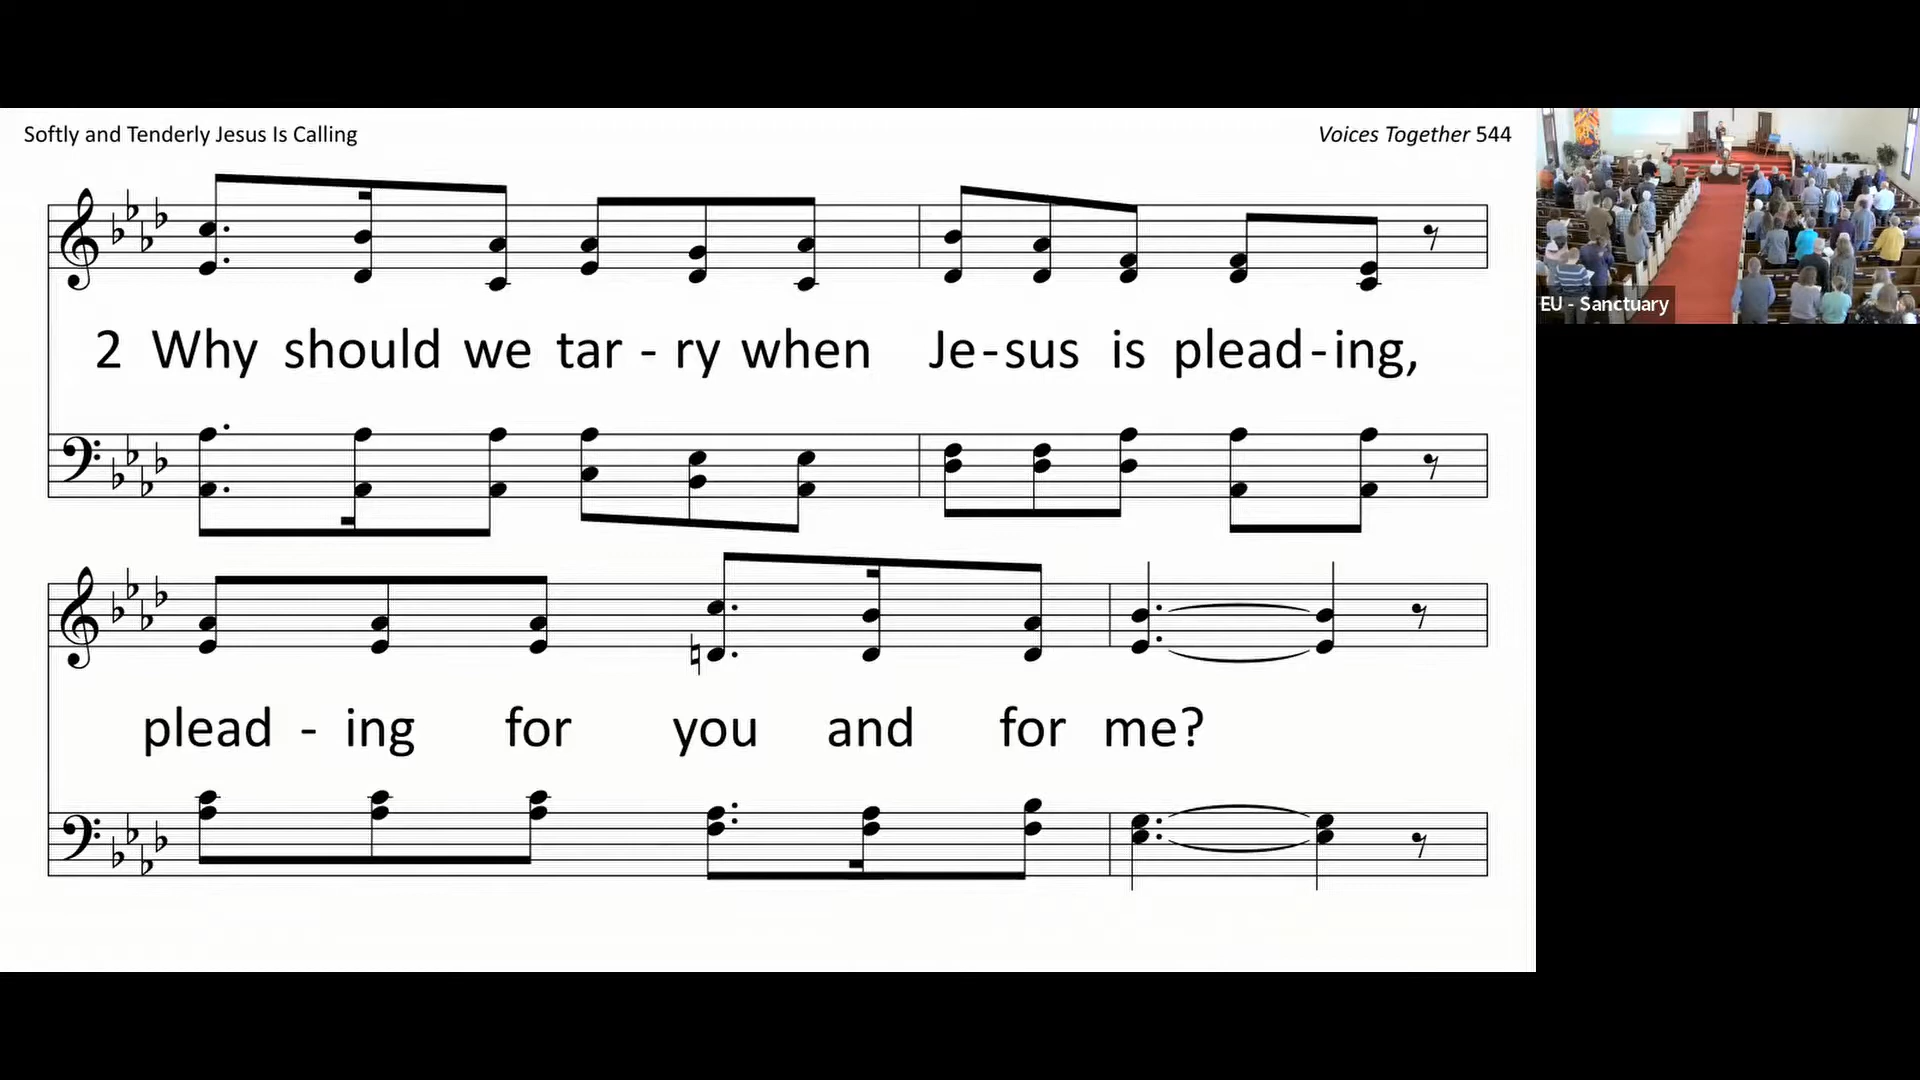 Softly and Tenderly Jesus Is Calling
Voices Together 544
2 Why should we tar - ry when Je - sus is plead - ing,
plead - ing for you and for me?
EU - Sanctuary